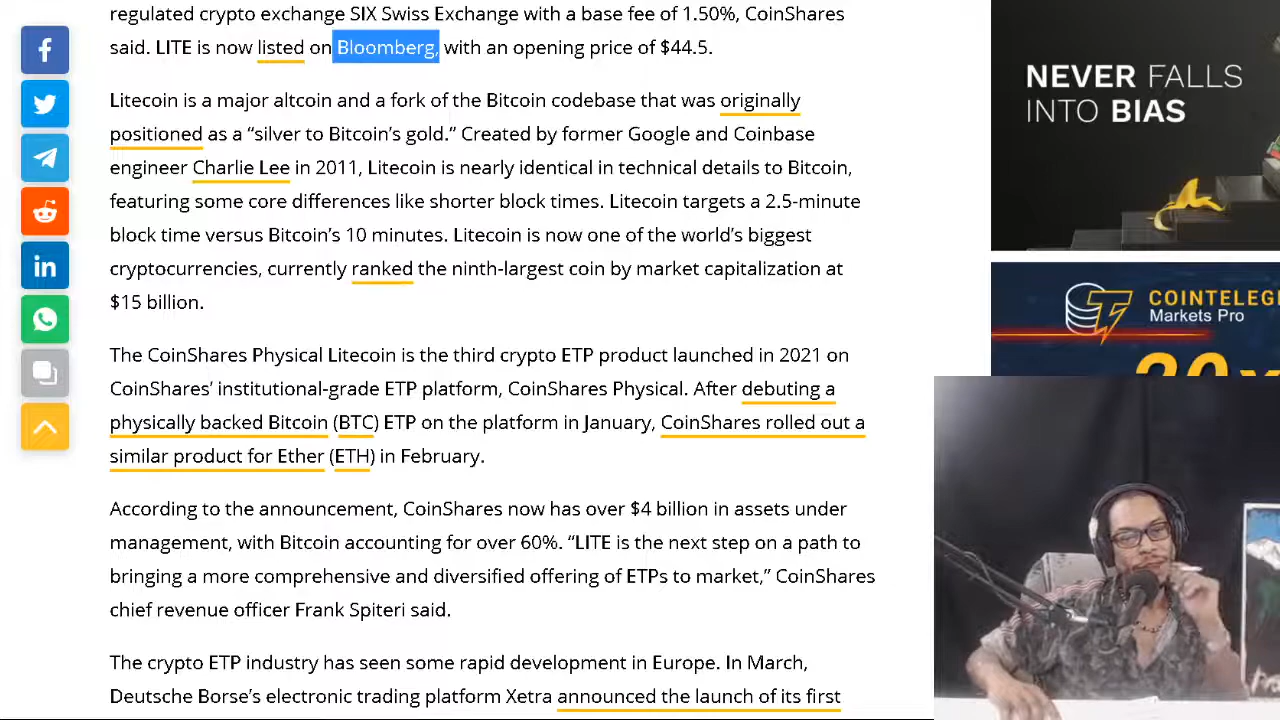 regulated crypto exchange SIX Swiss Exchange with a base fee of 1.50%, CoinShares
said. LITE is now listed on Bloomberg, with an opening price of $44.5.
Litecoin is a major altcoin and a fork of the Bitcoin codebase that was originally
positioned as a “silver to Bitcoin’s gold.” Created by former Google and Coinbase
engineer Charlie Lee in 2011, Litecoin is nearly identical in technical details to Bitcoin,
featuring some core differences like shorter block times. Litecoin targets a 2.5-minute
block time versus Bitcoin’s 10 minutes. Litecoin is now one of the world’s biggest
cryptocurrencies, currently ranked the ninth-largest coin by market capitalization at
$15 billion.
The CoinShares Physical Litecoin is the third crypto ETP product launched in 2021 on
CoinShares’ institutional-grade ETP platform, CoinShares Physical. After debuting a
physically backed Bitcoin (BTC) ETP on the platform in January, CoinShares rolled out a
similar product for Ether (ETH) in February.
According to the announcement, CoinShares now has over $4 billion in assets under
management, with Bitcoin accounting for over 60%. “LITE is the next step on a path to
bringing a more comprehensive and diversified offering of ETPs to market,” CoinShares
chief revenue officer Frank Spiteri said.
The crypto ETP industry has seen some rapid development in Europe. In March,
Deutsche Borse’s electronic trading platform Xetra announced the launch of its first
NEVER FALLS
INTO BIAS
COINTELEG
Markets Pro